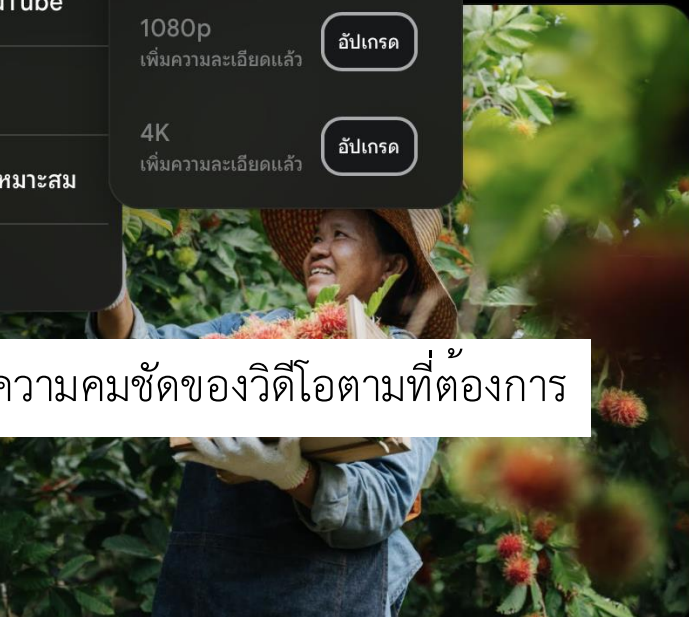 uTube
1080p
เพิ่มความละเอียดแล้ว
อัปเกรด
4K
เพิ่มความละเอียดแล้ว
อัปเกรด
หมาะสม
ความคมชัดของวิดีโอตามที่ต้องการ